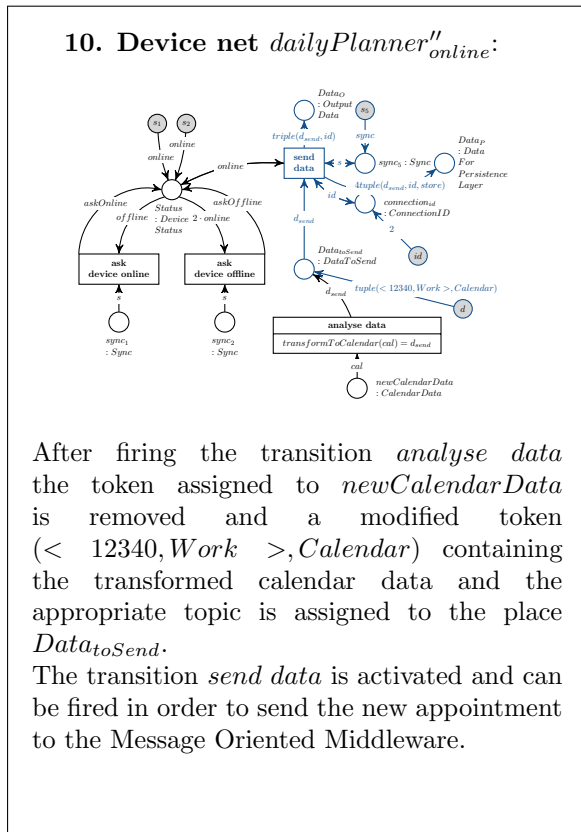 10. Device net dailyPlanner''online:
DataO
: Output
Data
s1
s2
s5
online
online
sync
triple(dsend, id)
DataP
: Data
For
Persistence
Layer
online
send
data
s
sync5 : Sync
askOnline
askOffline
4tuple(dsend, id, store)
id
connectionid
: ConnectionID
offline
Status
: Device
Status
2 · online
dsend
2
ask
device online
ask
device offline
DatatoSend
: DataToSend
id
s
s
tuple(< 12340, Work >, Calendar)
dsend
d
sync1
: Sync
sync2
: Sync
analyse data
transformToCalendar(cal) = dsend
cal
newCalendarData
: CalendarData
After firing the transition analyse data
the token assigned to newCalendarData
is removed and a modified token
(< 12340, Work >, Calendar) containing
the transformed calendar data and the
appropriate topic is assigned to the place
DatatoSend.
The transition send data is activated and can
be fired in order to send the new appointment
to the Message Oriented Middleware.